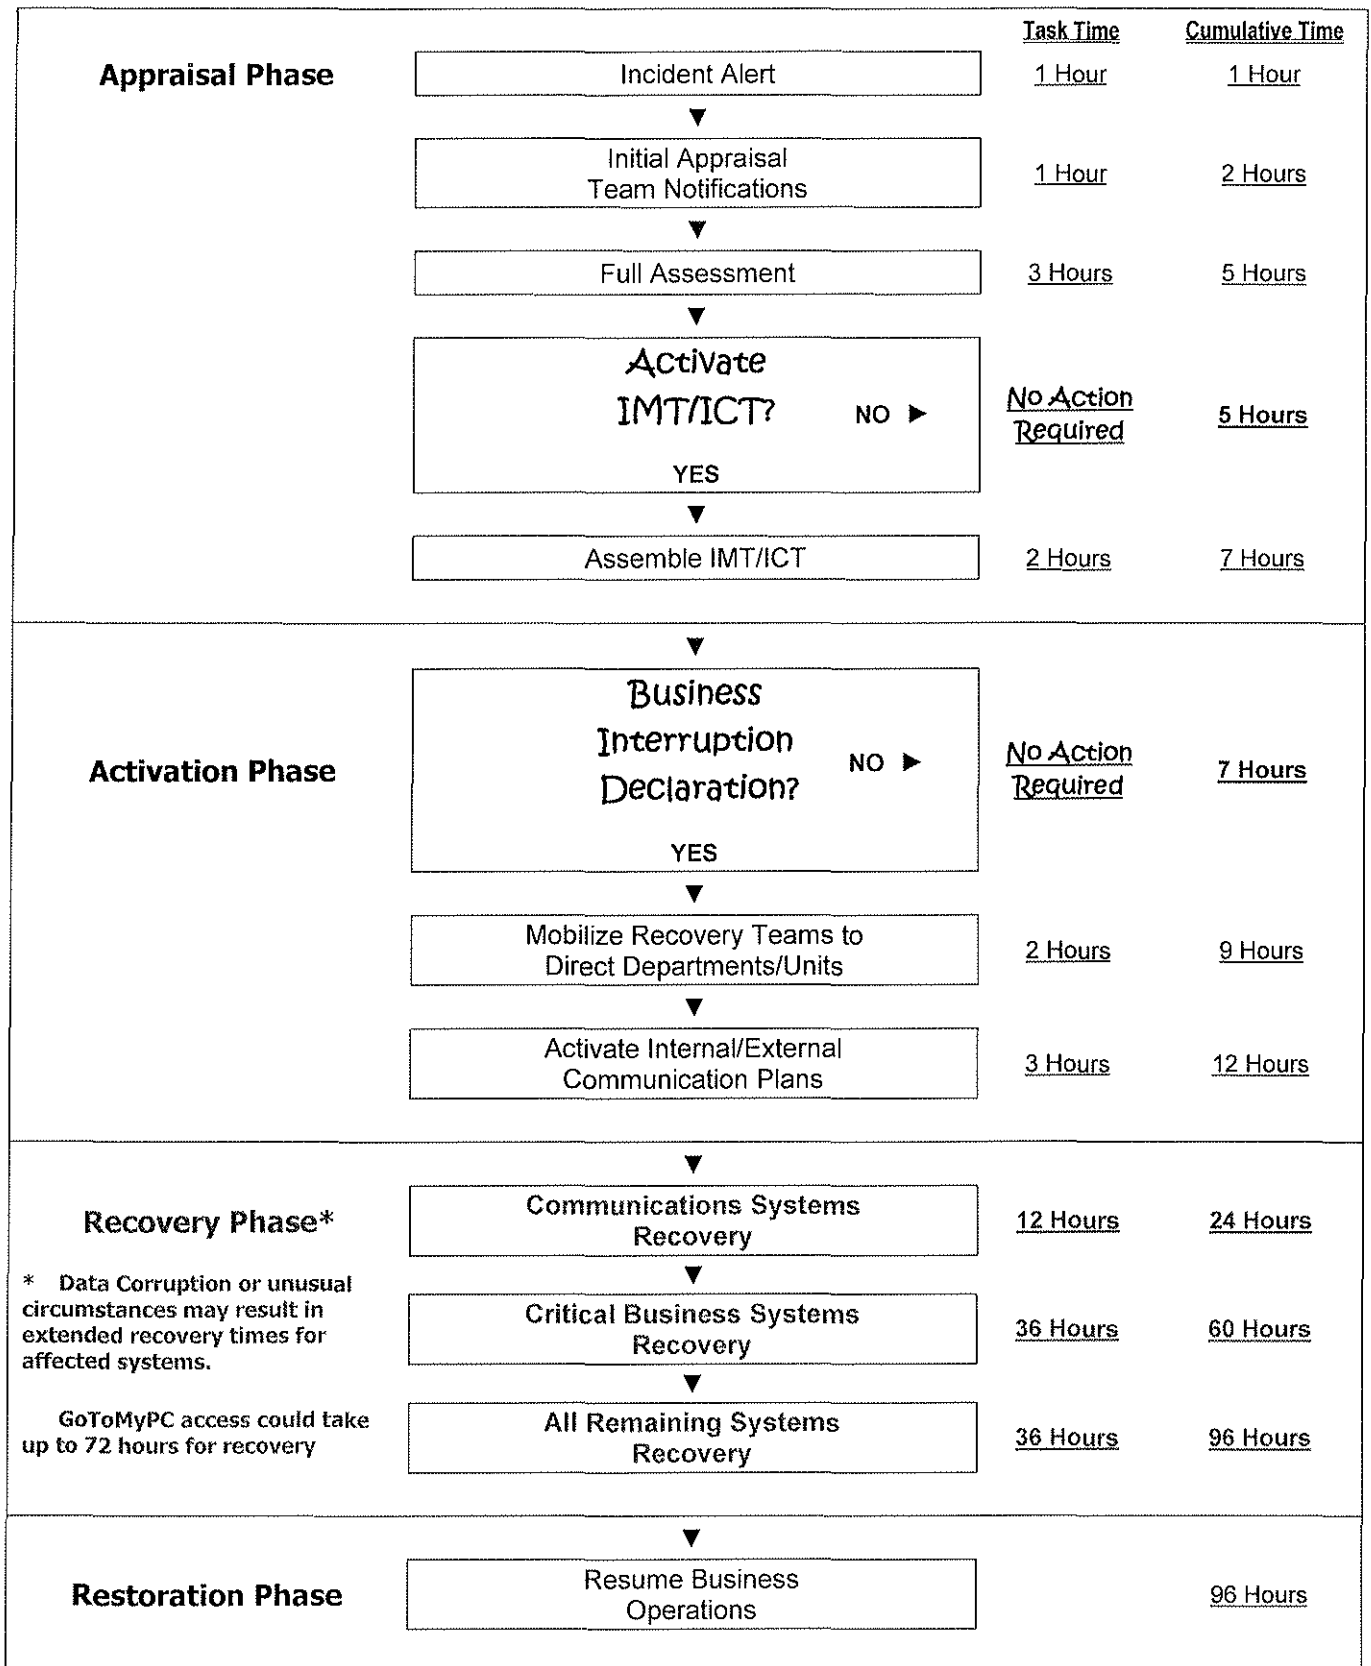 Task Time Cumulative Time
Appraisal Phase Incident Alert 1 Hour 1 Hour
▼
Initial Appraisal
Team Notifications 1 Hour 2 Hours
▼
Full Assessment 3 Hours 5 Hours
▼
Activate
IMT/ICT? NO ► No Action
Required 5 Hours
YES
▼
Assemble IMT/ICT 2 Hours 7 Hours
▼
Activation Phase
Business
Interruption
Declaration? NO ► No Action
Required 7 Hours
YES
▼
Mobilize Recovery Teams to
Direct Departments/Units 2 Hours 9 Hours
▼
Activate Internal/External
Communication Plans 3 Hours 12 Hours
▼
Recovery Phase*
Communications Systems
Recovery 12 Hours 24 Hours
* Data Corruption or unusual
circumstances may result in
extended recovery times for
affected systems.
▼
Critical Business Systems
Recovery 36 Hours 60 Hours
▼
GoToMyPC access could take
up to 72 hours for recovery
All Remaining Systems
Recovery 36 Hours 96 Hours
▼
Restoration Phase
Resume Business
Operations 96 Hours